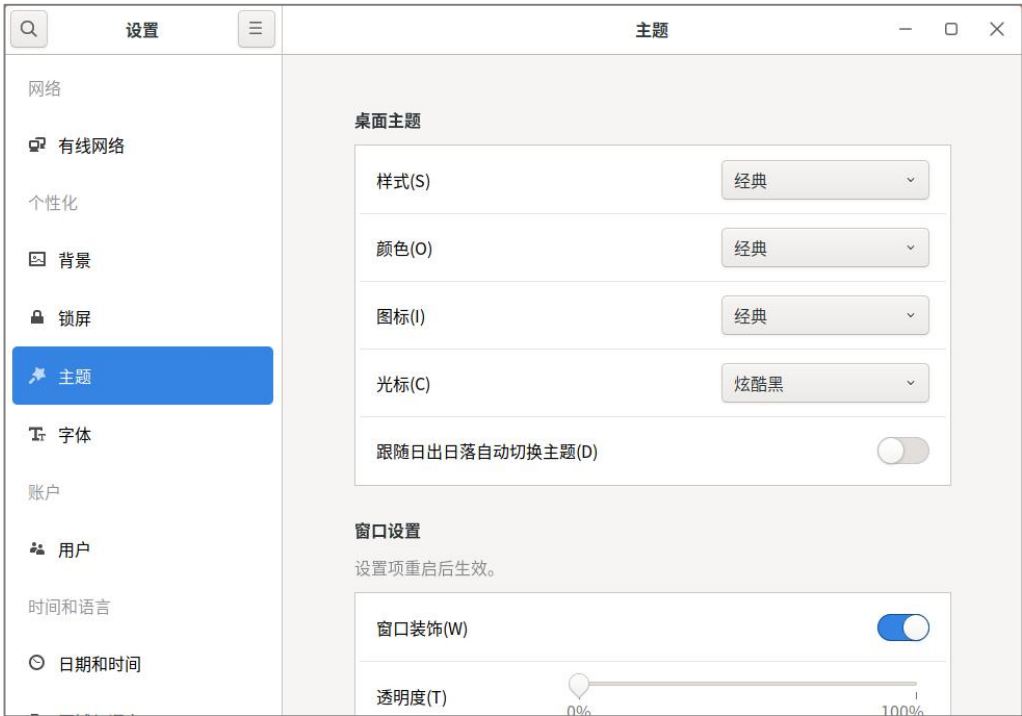 设置
主题
网络
有线网络
个性化
背景
锁屏
主题
字体
账户
用户
时间和语言
日期和时间
桌面主题
样式(S) 经典
颜色(O) 经典
图标(I) 经典
光标(C) 炫酷黑
跟随日出日落自动切换主题(D)
窗口设置
设置项重启后生效。
窗口装饰(W)
透明度(T)
0% 100%